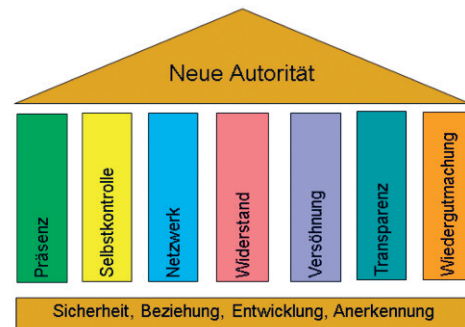 Neue Autorität
Präsenz
Selbstkontrolle
Netzwerk
Widerstand
Versöhnung
Transparenz
Wiedergutmachung
Sicherheit, Beziehung, Entwicklung, Anerkennung